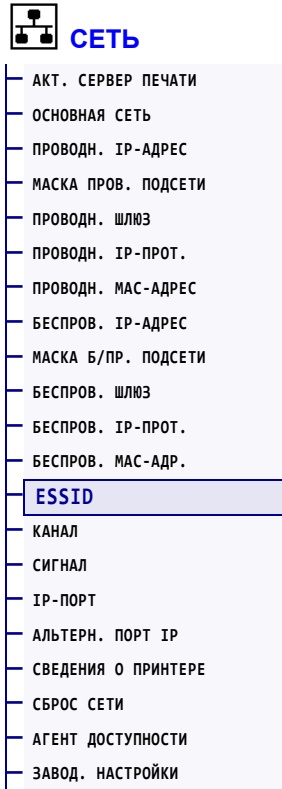 СЕТЬ
АКТ. СЕРВЕР ПЕЧАТИ
ОСНОВНАЯ СЕТЬ
ПРОВОДН. IP-АДРЕС
МАСКА ПРОВ. ПОДСЕТИ
ПРОВОДН. ШЛЮЗ
ПРОВОДН. IP-ПРОТ.
ПРОВОДН. MAC-АДРЕС
БЕСПРОВ. IP-АДРЕС
МАСКА Б/ПР. ПОДСЕТИ
БЕСПРОВ. ШЛЮЗ
БЕСПРОВ. IP-ПРОТ.
БЕСПРОВ. MAC-АДР.
ESSID
КАНАЛ
СИГНАЛ
IP-ПОРТ
АЛЬТЕРН. ПОРТ IP
СВЕДЕНИЯ О ПРИНТЕРЕ
СБРОС СЕТИ
АГЕНТ ДОСТУПНОСТИ
ЗАВОД. НАСТРОЙКИ